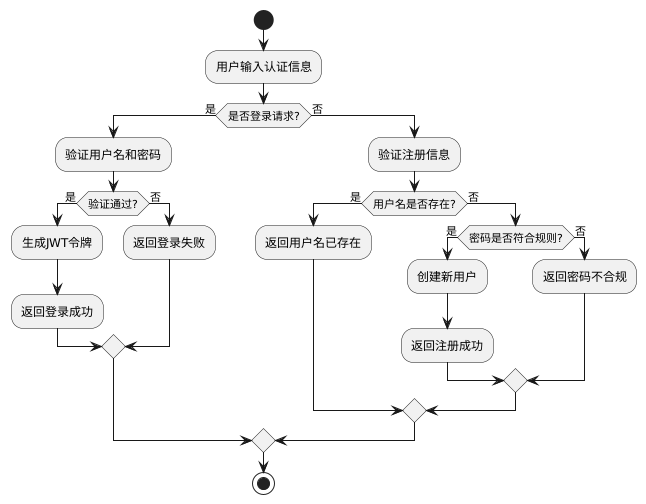 用户输入认证信息
是
是否登录请求?
否
验证用户名和密码
验证注册信息
是
验证通过?
否
是
用户名是否存在?
否
生成JWT令牌
返回登录失败
返回用户名已存在
是
密码是否符合规则?
否
创建新用户
返回密码不合规
返回登录成功
返回注册成功